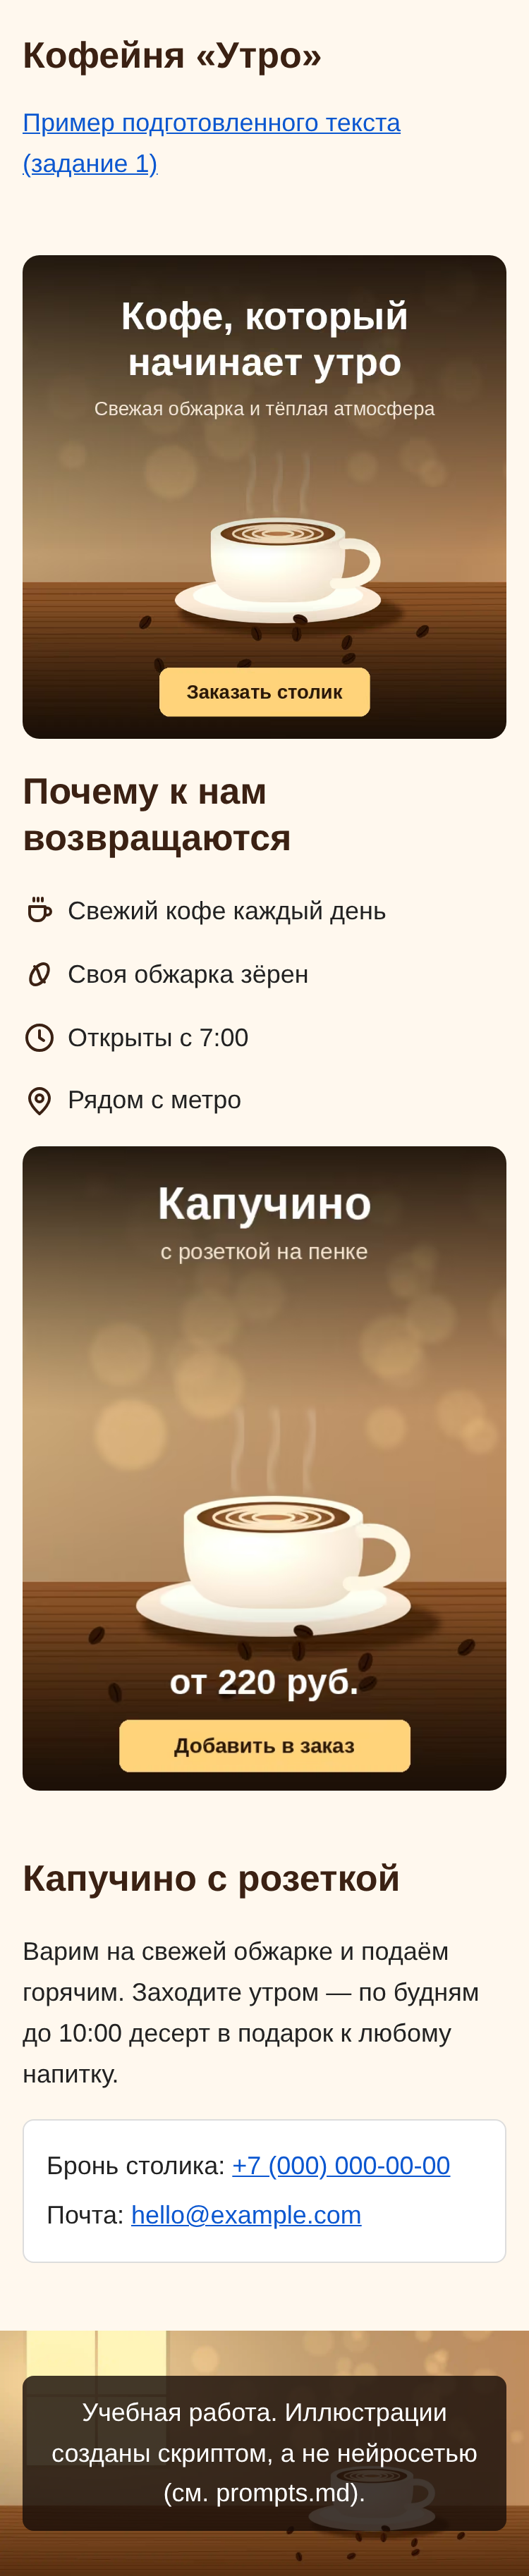 Кофейня «Утро»
Пример подготовленного текста
(задание 1)
Кофе, который
начинает утро
Свежая обжарка и тёплая атмосфера
Заказать столик
Почему к нам
возвращаются
Свежий кофе каждый день
Своя обжарка зёрен
Открыты с 7:00
Рядом с метро
Капучино
с розеткой на пенке
от 220 руб.
Добавить в заказ
Капучино с розеткой
Варим на свежей обжарке и подаём
горячим. Заходите утром — по будням
до 10:00 десерт в подарок к любому
напитку.
Бронь столика: +7 (000) 000-00-00
Почта: hello@example.com
Учебная работа. Иллюстрации
созданы скриптом, а не нейросетью
(см. prompts.md).